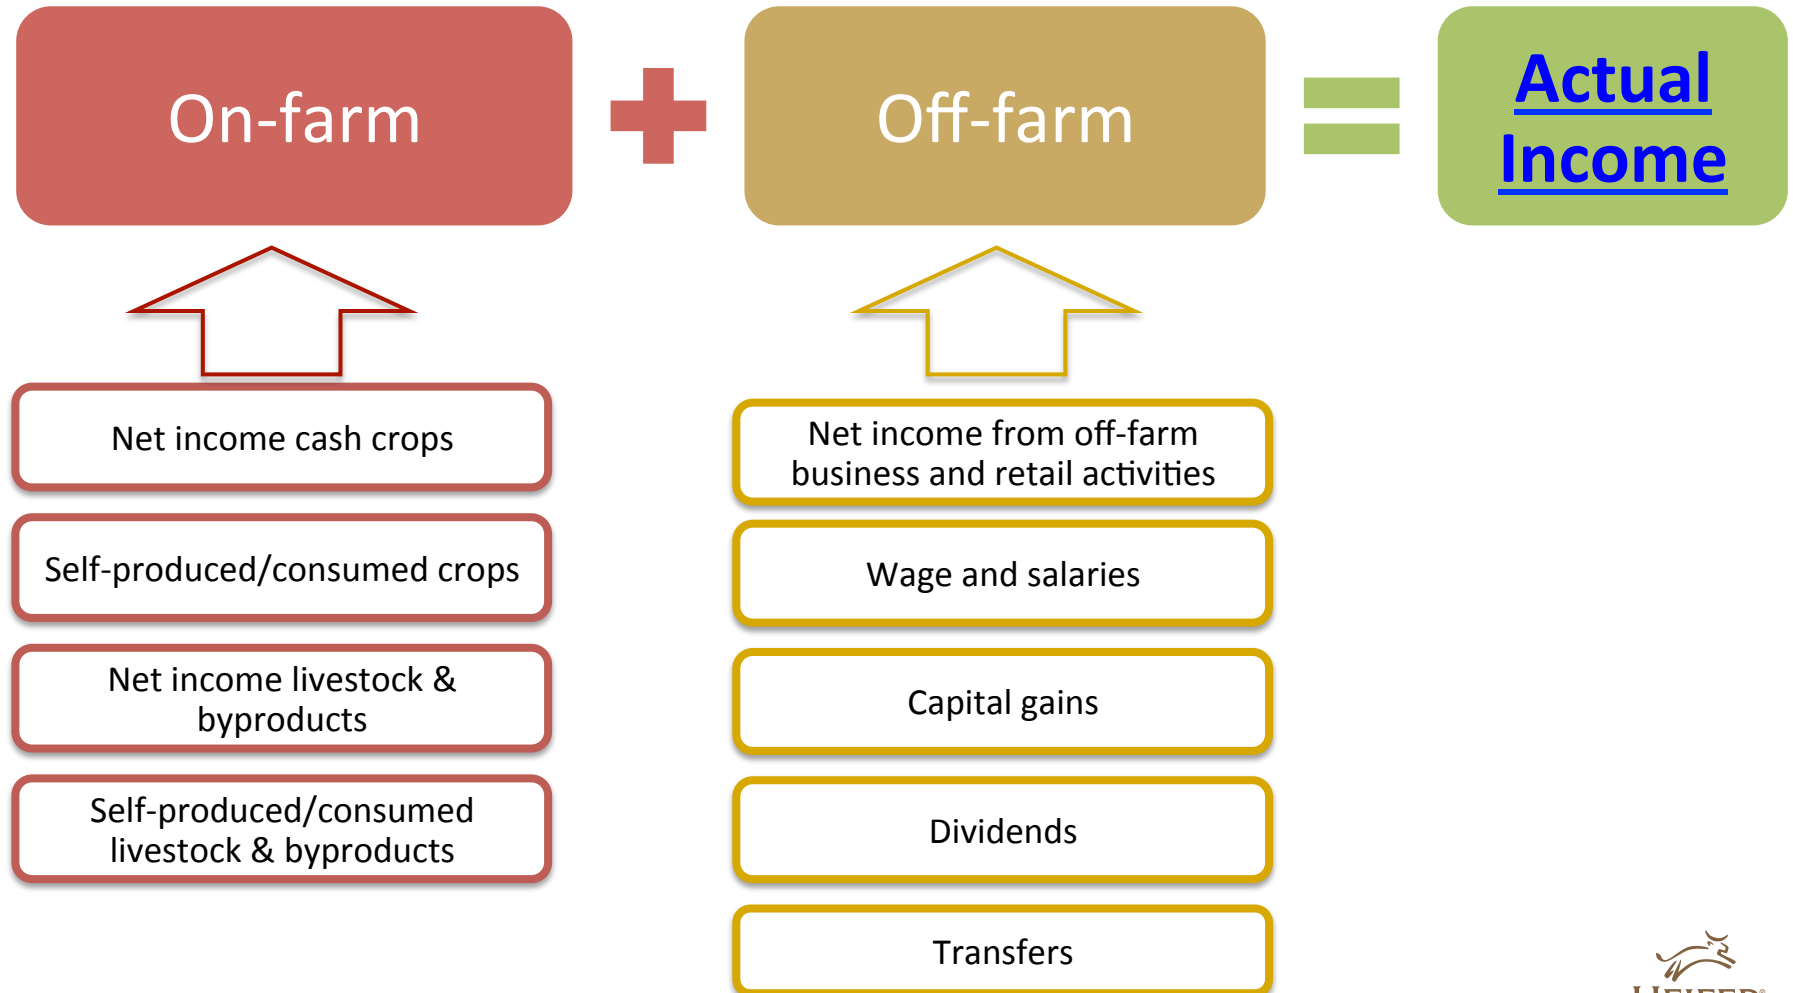 On-farm
Off-farm
Actual
Income
Net income cash crops
Self-produced/consumed crops
Net income livestock &
byproducts
Self-produced/consumed
livestock & byproducts
Net income from off-farm
business and retail activities
Wage and salaries
Capital gains
Dividends
Transfers
HEIFER®